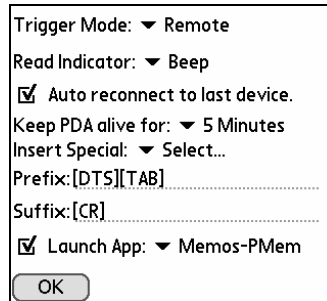 Trigger Mode: Remote
Read Indicator: Beep
Auto reconnect to last device.
Keep PDA alive for: 5 Minutes
Insert Special: Select...
Prefix:[DTS][TAB]
Suffix:[CR]
Launch App: Memos-PMem
OK